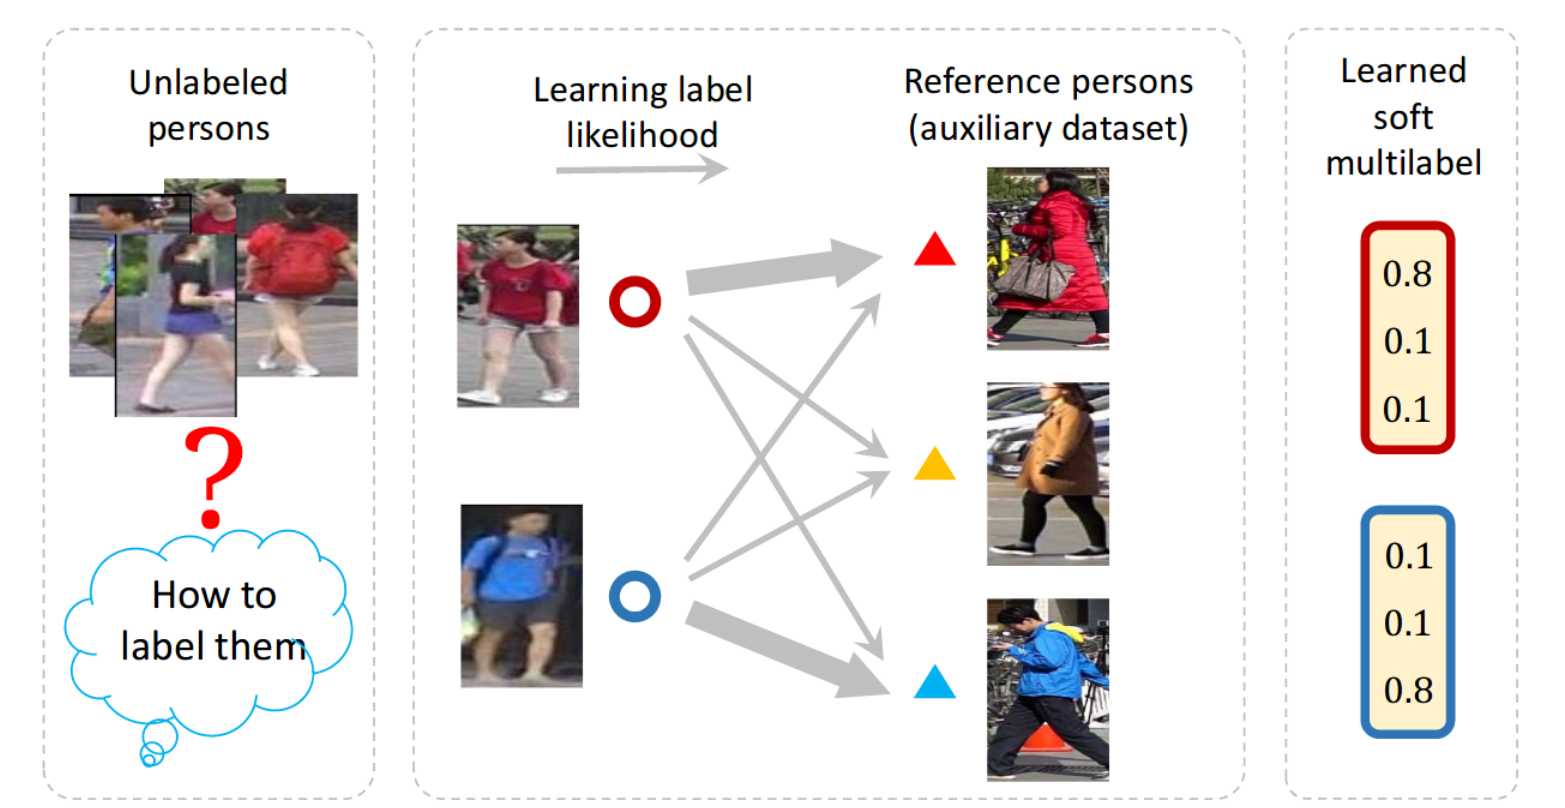 Unlabeled
persons
?
How to
label them
Learning label
likelihood
Reference persons
(auxiliary dataset)
Learned
soft
multilabel
0.8
0.1
0.1
0.1
0.1
0.8